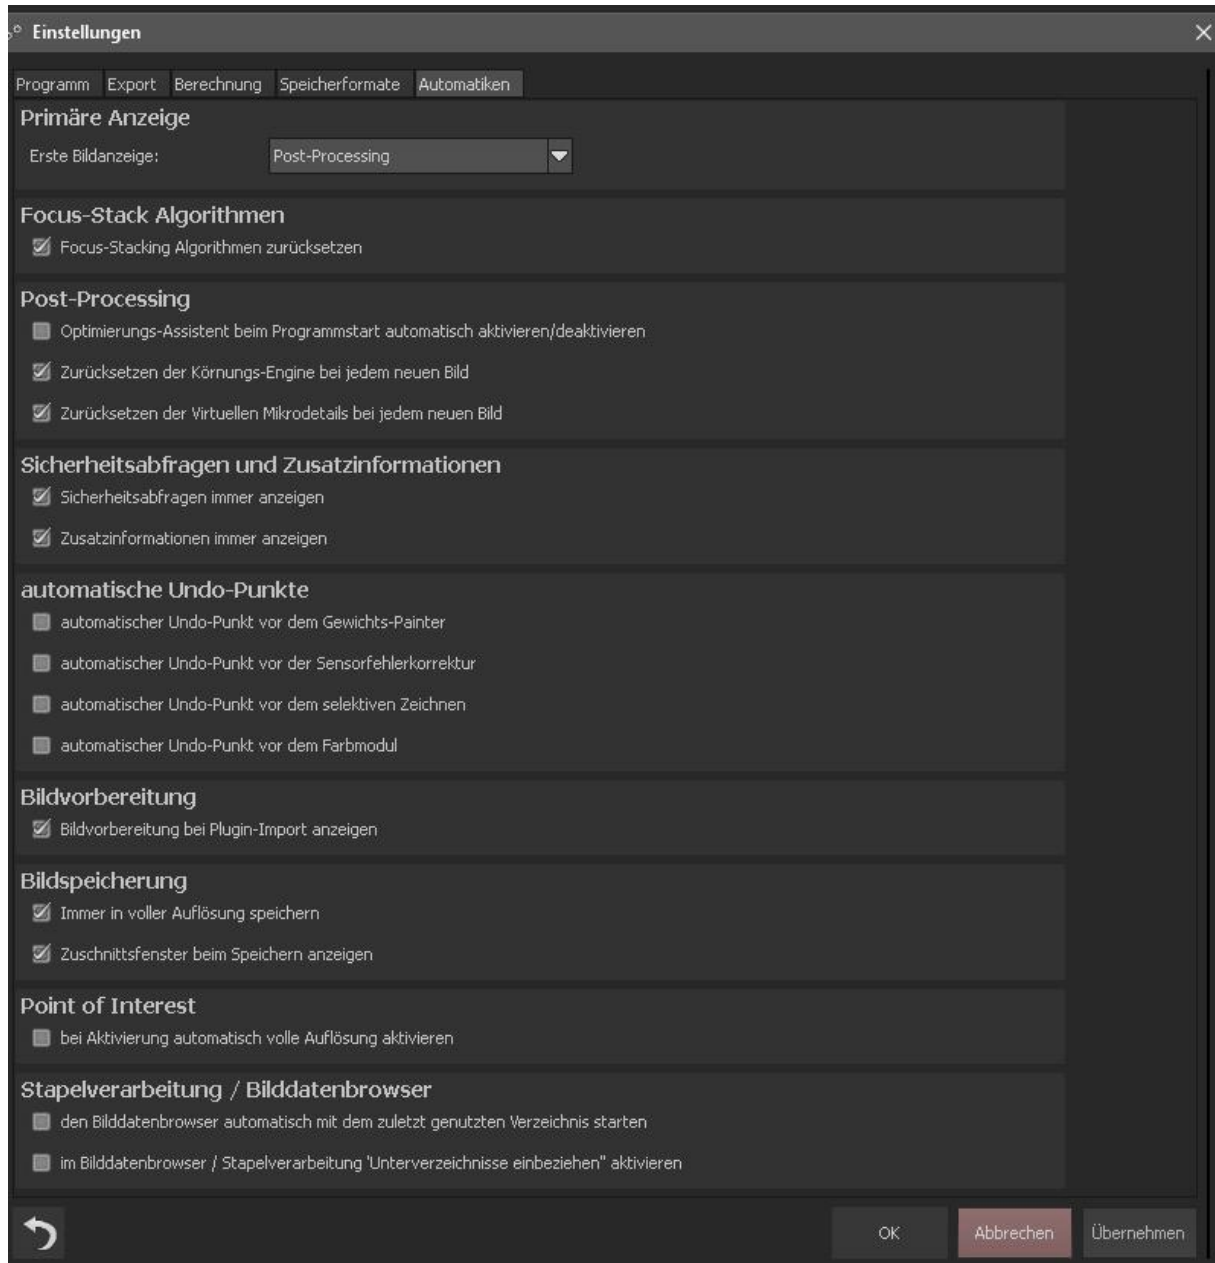 Einstellungen
Programm Export Berechnung Speicherformate Automatiken
Primäre Anzeige
Erste Bildanzeige: Post-Processing
Focus-Stack Algorithmen
Focus-Stacking Algorithmen zurücksetzen
Post-Processing
Optimierungs-Assistent beim Programmstart automatisch aktivieren/deaktivieren
Zurücksetzen der Körnungs-Engine bei jedem neuen Bild
Zurücksetzen der Virtuellen Mikrodetails bei jedem neuen Bild
Sicherheitsabfragen und Zusatzinformationen
Sicherheitsabfragen immer anzeigen
Zusatzinformationen immer anzeigen
automatische Undo-Punkte
automatischer Undo-Punkt vor dem Gewichts-Painter
automatischer Undo-Punkt vor der Sensorfehlerkorrektur
automatischer Undo-Punkt vor dem selektiven Zeichnen
automatischer Undo-Punkt vor dem Farbmodul
Bildvorbereitung
Bildvorbereitung bei Plugin-Import anzeigen
Bildspeicherung
Immer in voller Auflösung speichern
Zuschnittsfenster beim Speichern anzeigen
Point of Interest
bei Aktivierung automatisch volle Auflösung aktivieren
Stapelverarbeitung / Bilddatenbrowser
den Bilddatenbrowser automatisch mit dem zuletzt genutzten Verzeichnis starten
im Bilddatenbrowser / Stapelverarbeitung 'Unterverzeichnisse einbeziehen" aktivieren
OK Abbrechen Übernehmen